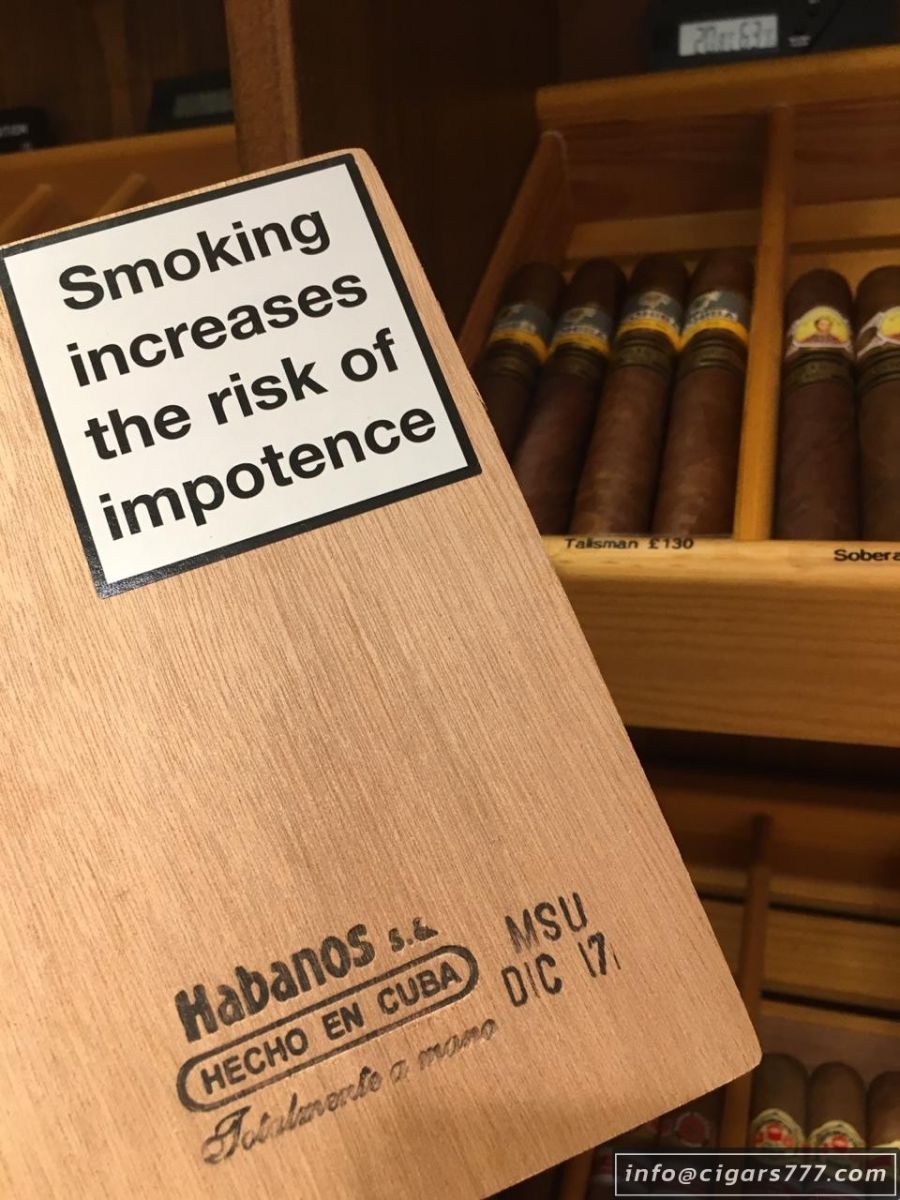 Smoking
increases
the risk of
impotence
Talisman £130
Sobera
Habanos s.a.
HECHO EN CUBA
Totalmente a mano
MSU
DIC 17
info@cigars777.com